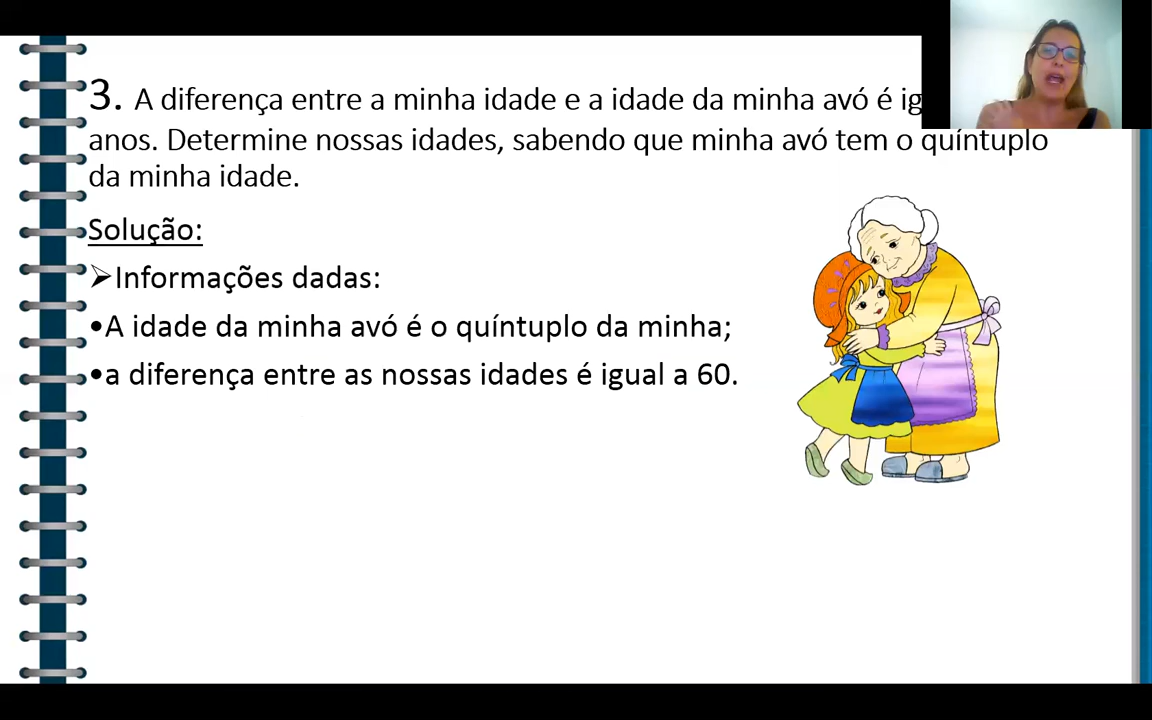 3. A diferença entre a minha idade e a idade da minha avó é
anos. Determine nossas idades, sabendo que minha avó tem o quíntuplo
da minha idade.
Solução:
➢Informações dadas:
•A idade da minha avó é o quíntuplo da minha;
•a diferença entre as nossas idades é igual a 60.